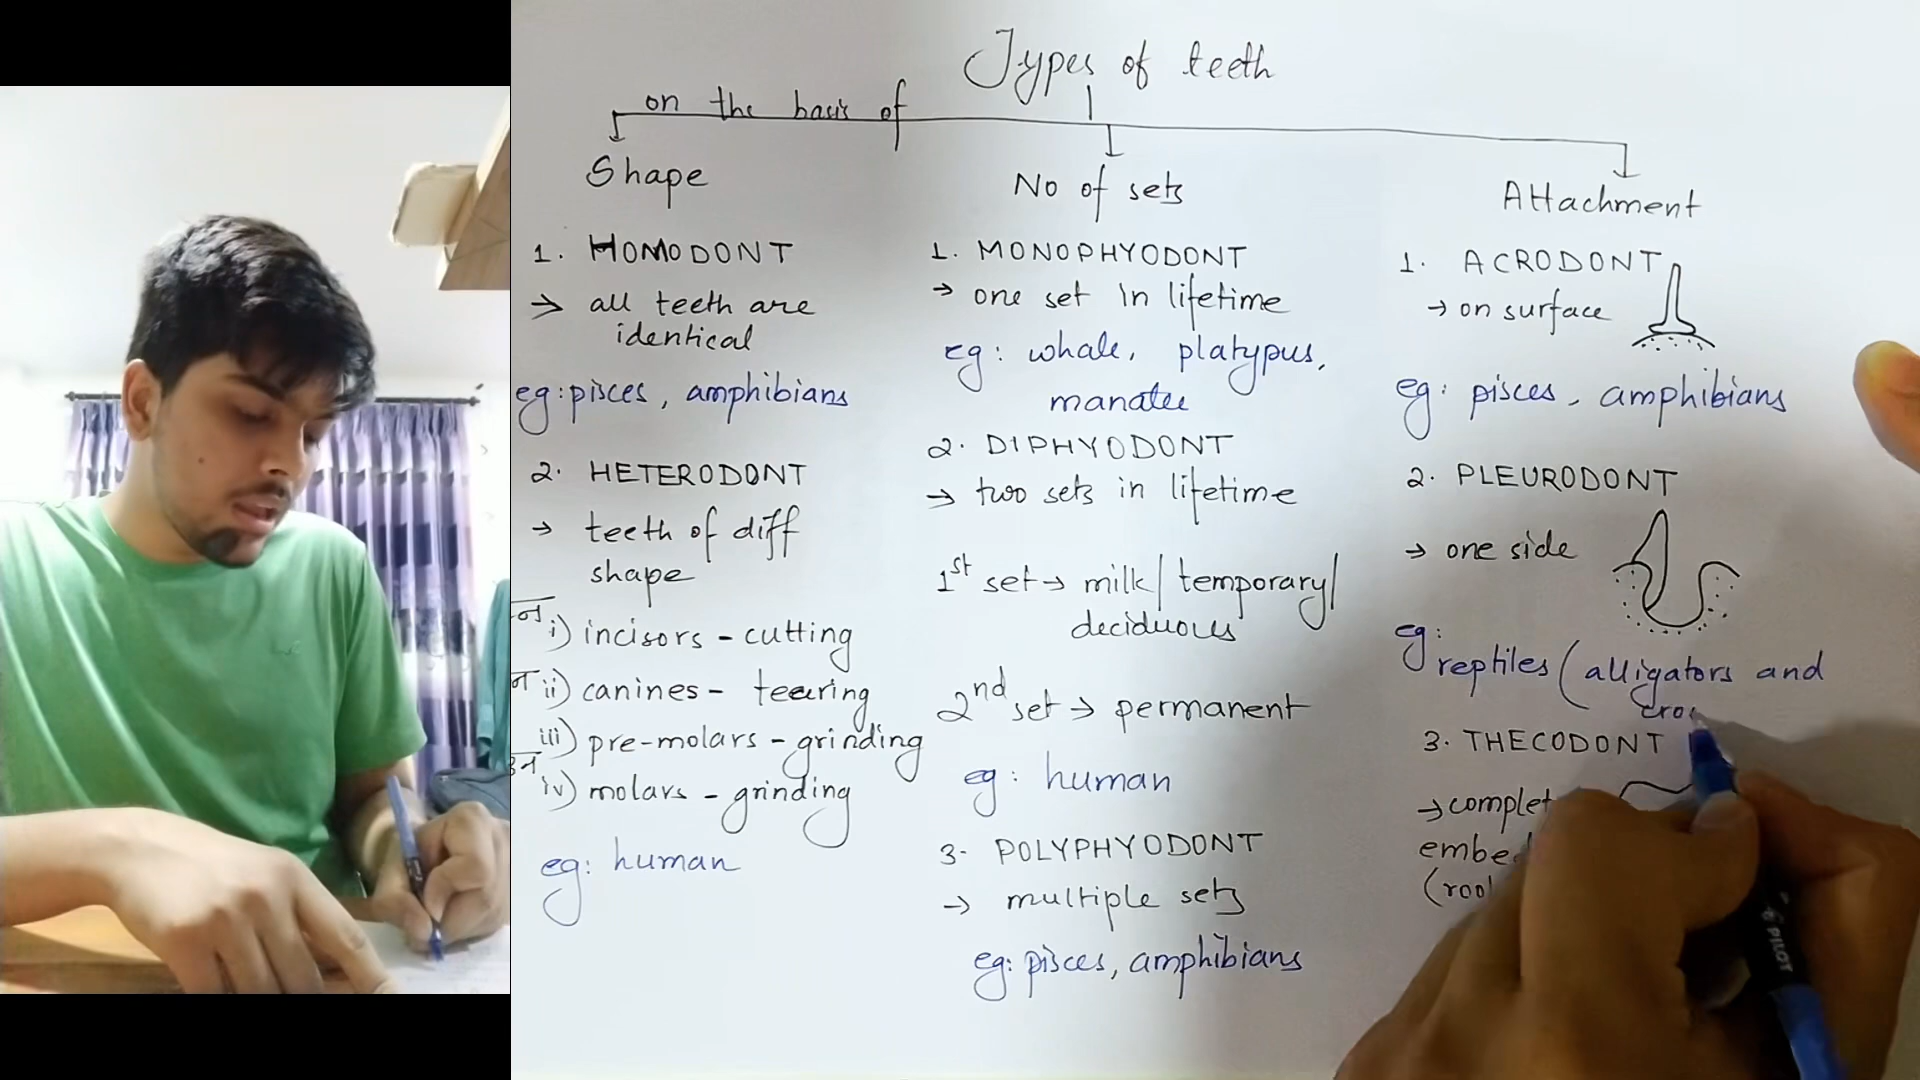 Types of teeth
on the basis of
Shape
1. HOMODONT
→ all teeth are
identical
eg: pisces, amphibians
2. HETERODONT
→ teeth of diff
shape
i) incisors - cutting
ii) canines - tearing
iii) pre-molars - grinding
iv) molars - grinding
eg: human
No of sets
1. MONOPHYODONT
→ one set in lifetime
eg: whale, platypus,
manatee
2. DIPHYODONT
→ two sets in lifetime
1st set → milk/temporary/
deciduous
2nd set → permanent
eg: human
3. POLYPHYODONT
→ multiple sets
eg: pisces, amphibians
Attachment
1. ACRODONT
→ on surface
eg: pisces, amphibians
2. PLEURODONT
→ one side
eg:
reptiles (alligators and
3. THECODONT
PILOT